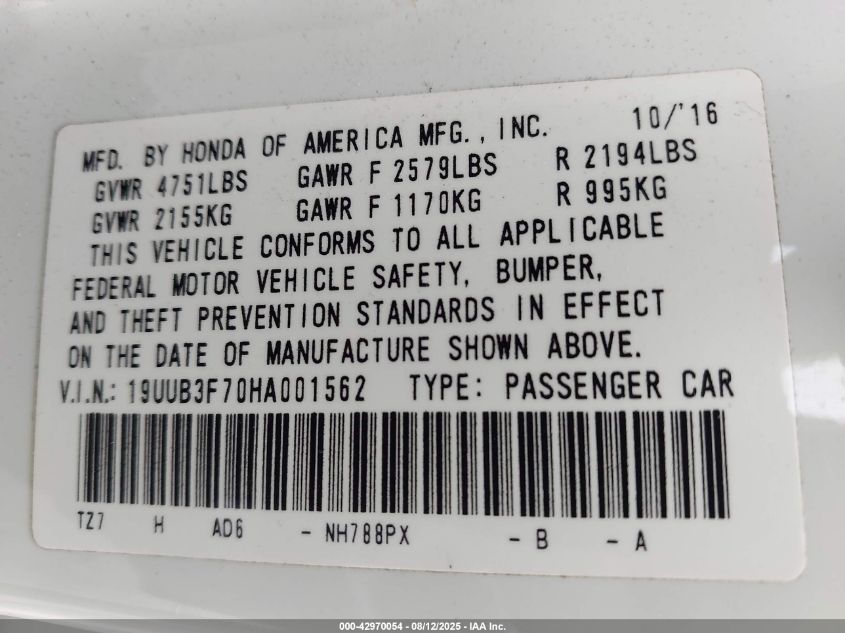 MFD. BY HONDA OF AMERICA MFG., INC. 10/'16
GVWR 4751LBS GAWR F 2579LBS R 2194LBS
GVWR 2155KG GAWR F 1170KG R 995KG
THIS VEHICLE CONFORMS TO ALL APPLICABLE
FEDERAL MOTOR VEHICLE SAFETY, BUMPER,
AND THEFT PREVENTION STANDARDS IN EFFECT
ON THE DATE OF MANUFACTURE SHOWN ABOVE.
V.I.N.: 19UUB3F70HA001562 TYPE: PASSENGER CAR
TZ7 H AD6 - NH788PX - B - A
000-42970054 - 08/12/2025 - IAA Inc.